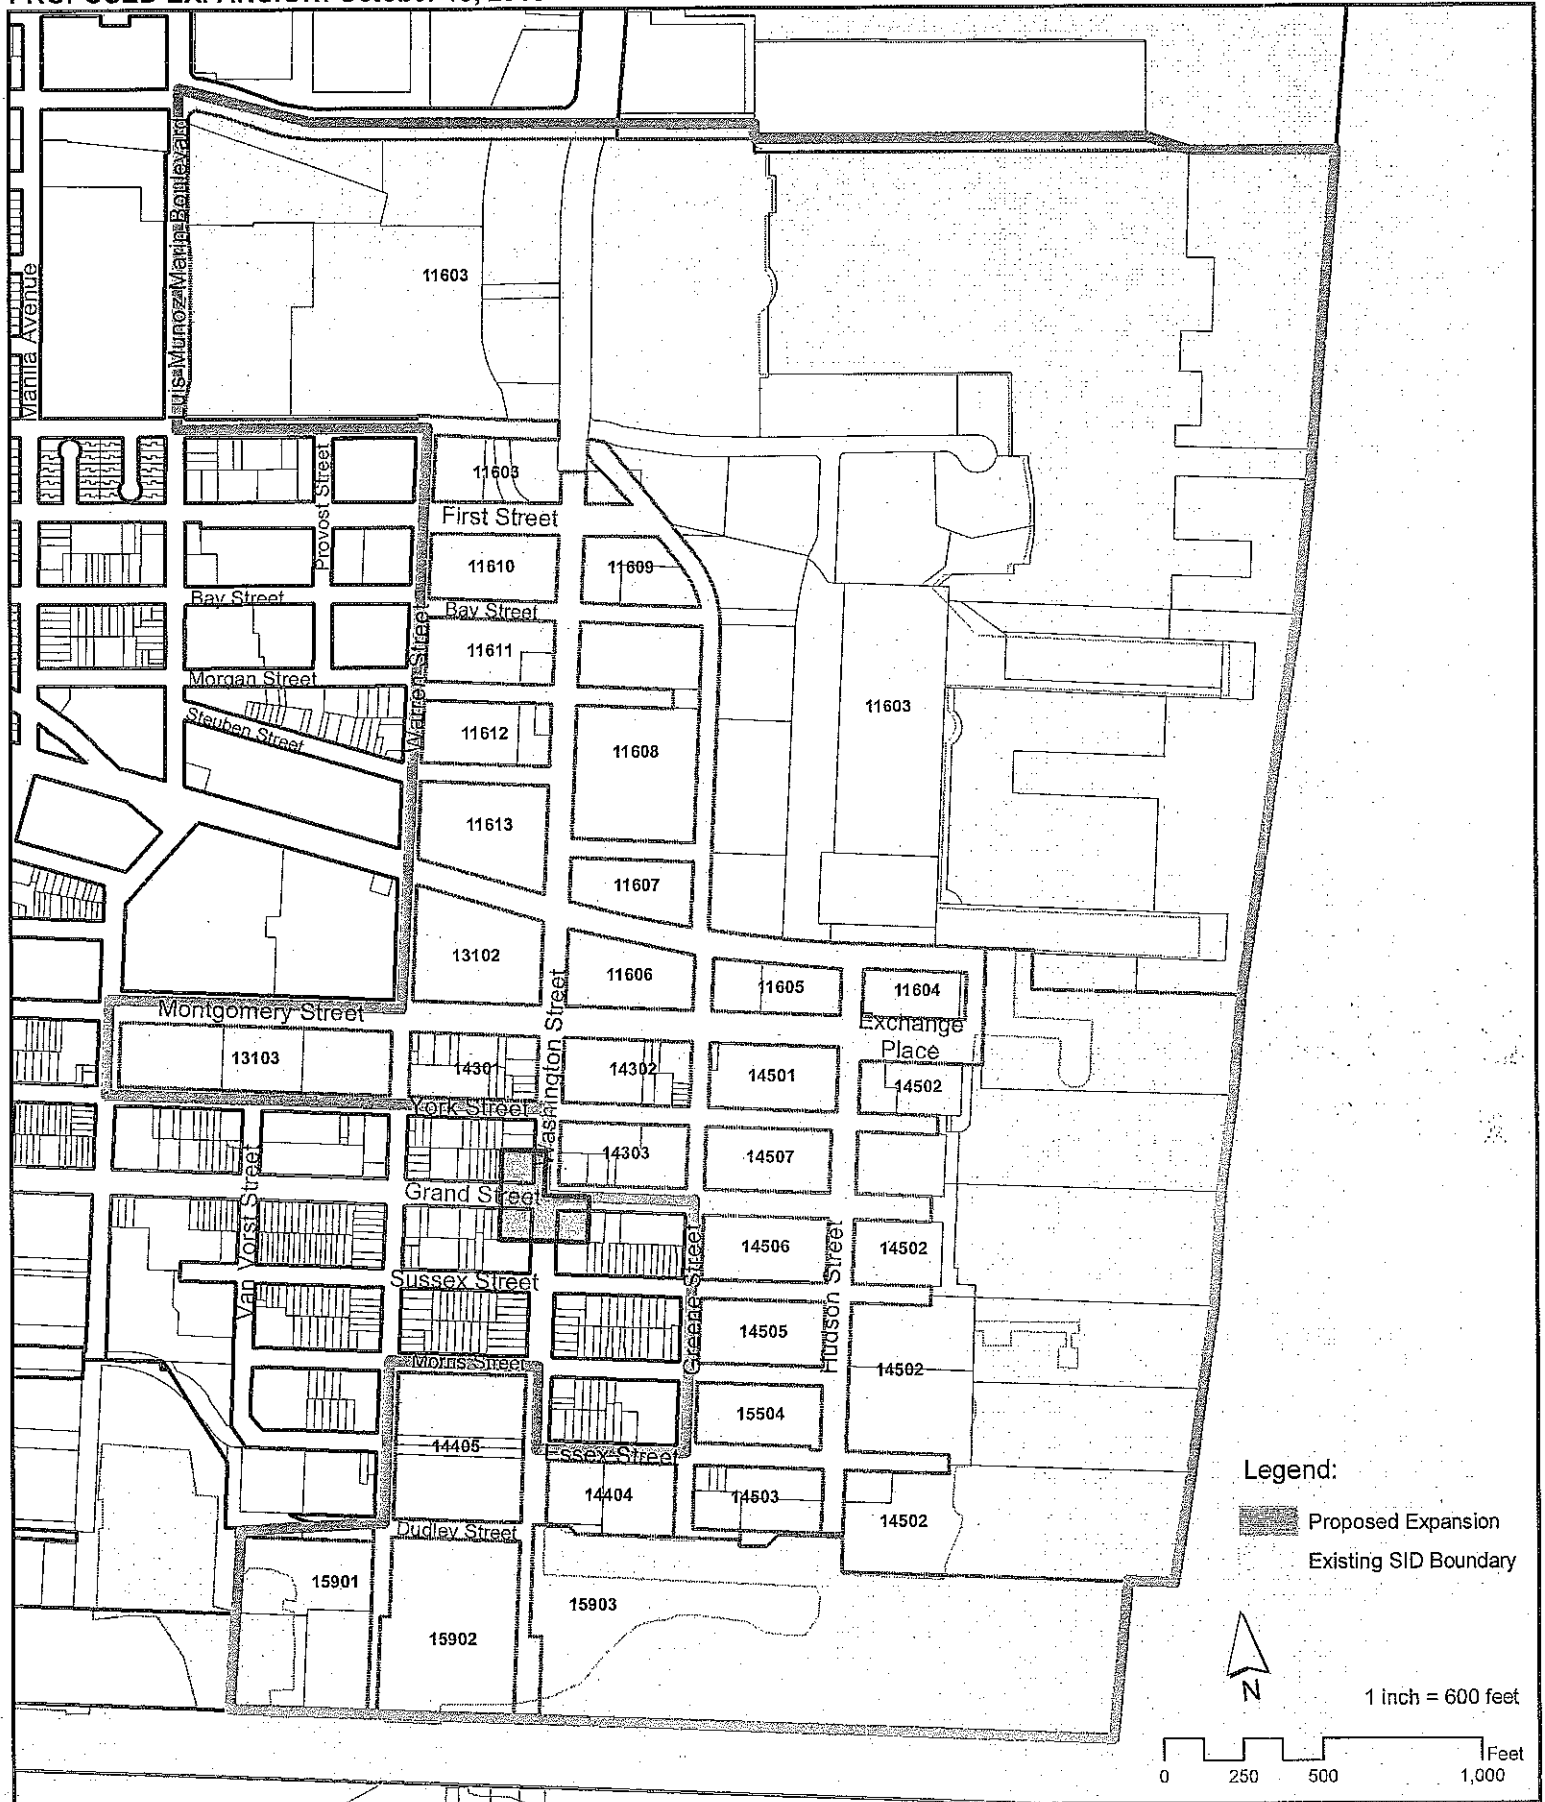 PROPOSED EXPANSION: October
Manila Avenue
Luis Munoz Marin Boulevard
11603
Provost Street
11603
First Street
11610
11609
Bay Street
Bay Street
11611
Morgan Street
Warren Street
Steuben Street
11612
11608
11603
11613
11607
13102
11606
11605
11604
Montgomery Street
Washington Street
Exchange
Place
13103
14301
14302
14501
14502
York Street
14303
14507
Grand Street
Van Vorst Street
14506
14502
Greene Street
Hudson Street
Sussex Street
14505
14502
Morris Street
15504
14405
Essex Street
14404
14503
14502
Dudley Street
15901
15903
15902
Legend:
Proposed Expansion
Existing SID Boundary
N
1 inch = 600 feet
Feet
0 250 500 1,000